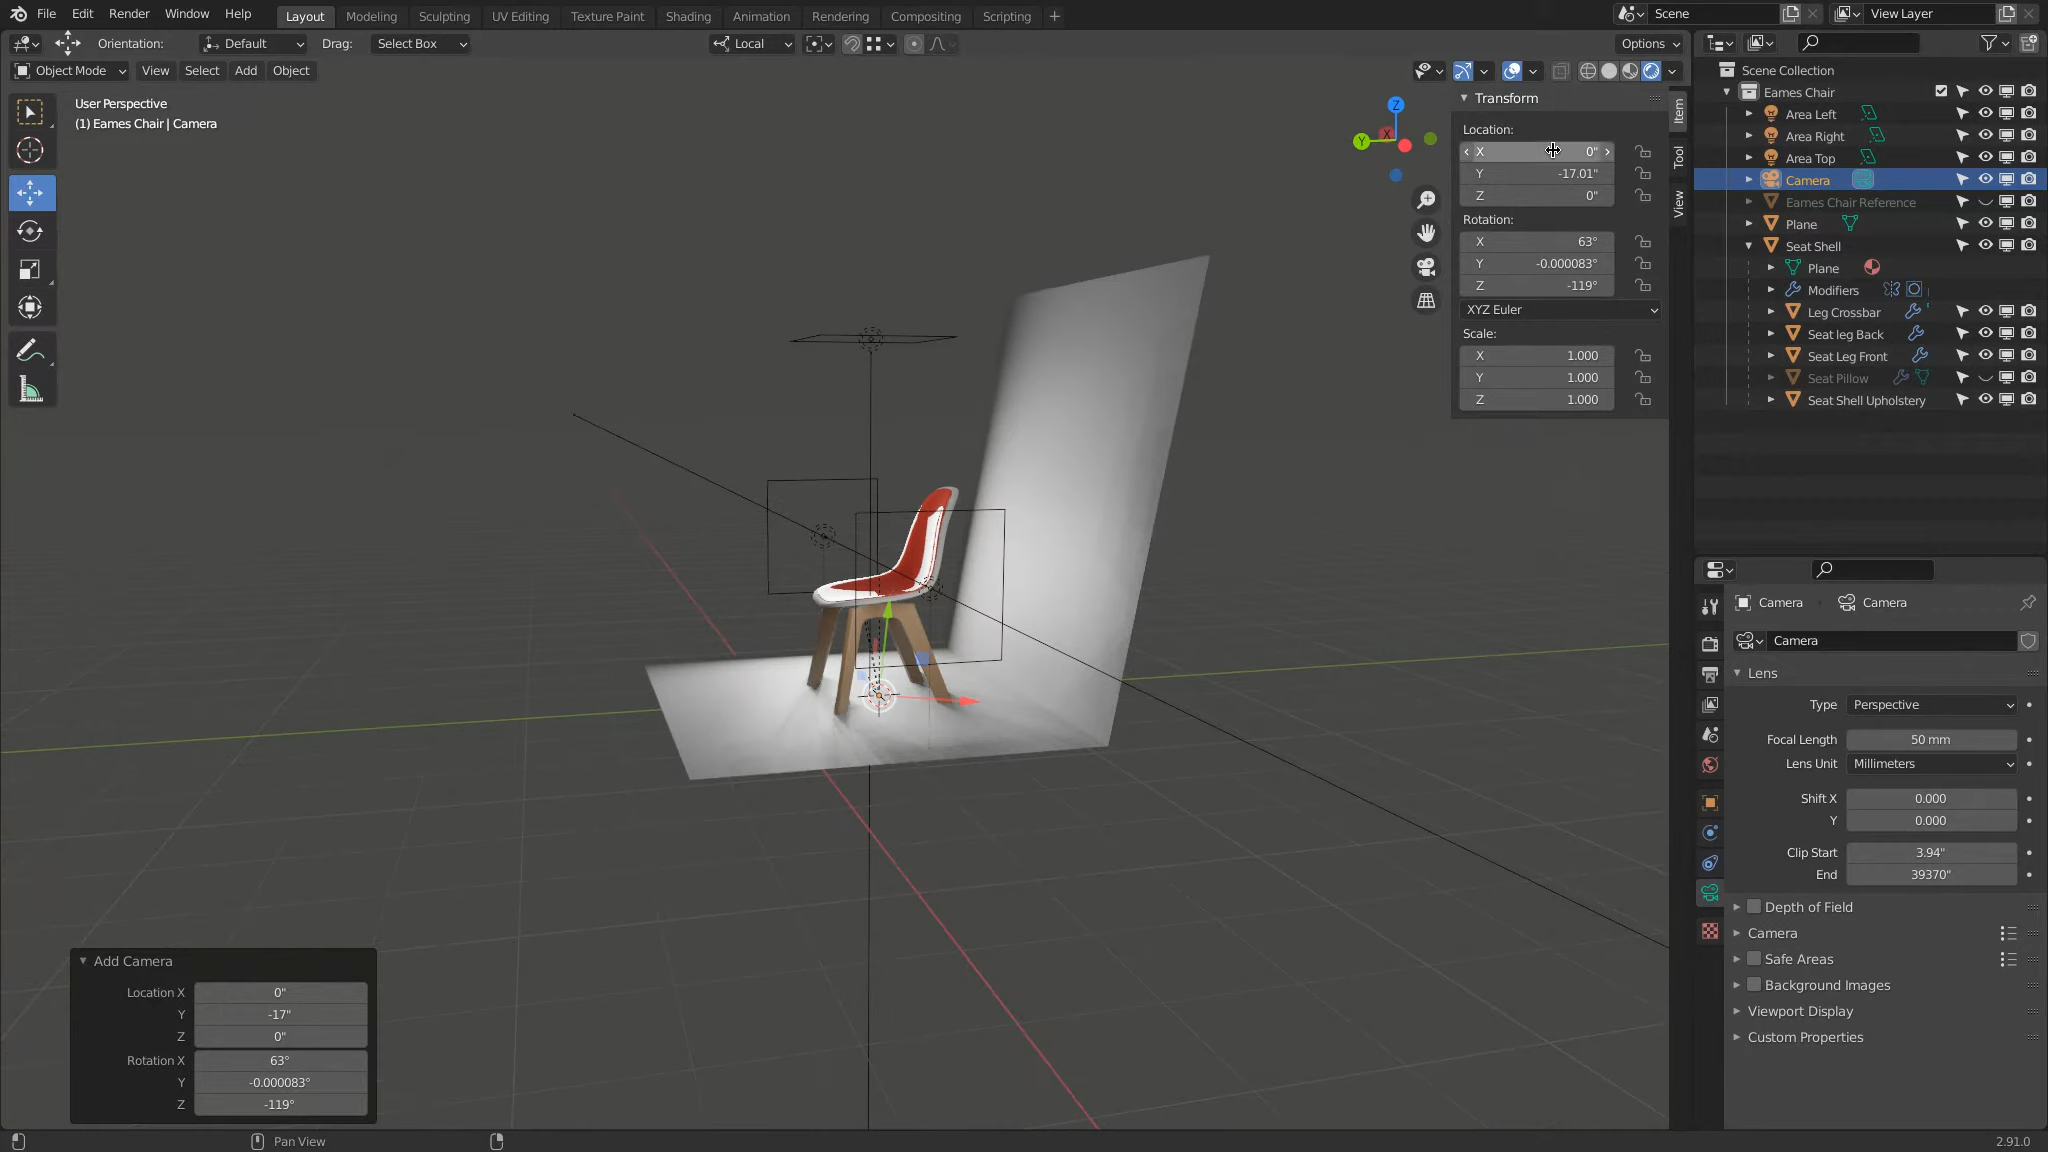 File Edit Render Window Help Layout Modeling Sculpting UV Editing Texture Paint Shading Animation Rendering Compositing Scripting + Scene View Layer
Orientation: Default Drag: Select Box Local Options
Object Mode View Select Add Object
User Perspective
(1) Eames Chair | Camera
Z
Y
X
Transform
Location:
X 0"
Y -17.01"
Z 0"
Rotation:
X 63°
Y -0.000083°
Z -119°
XYZ Euler
Scale:
X 1.000
Y 1.000
Z 1.000
Item
Tool
View
Scene Collection
Eames Chair
Area Left
Area Right
Area Top
Camera
Eames Chair Reference
Plane
Seat Shell
Plane
Modifiers
Leg Crossbar
Seat leg Back
Seat Leg Front
Seat Pillow
Seat Shell Upholstery
Camera Camera
Camera
Lens
Type Perspective
Focal Length 50 mm
Lens Unit Millimeters
Shift X 0.000
Y 0.000
Clip Start 3.94"
End 39370"
Depth of Field
Camera
Safe Areas
Background Images
Viewport Display
Custom Properties
Add Camera
Location X 0"
Y -17"
Z 0"
Rotation X 63°
Y -0.000083°
Z -119°
Pan View
2.91.0